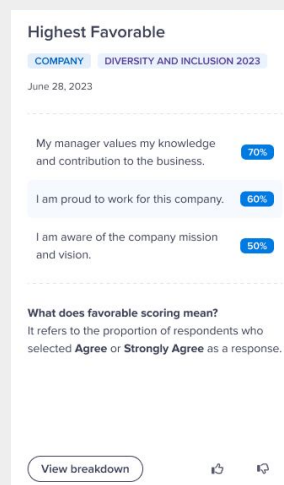 Highest Favorable
COMPANY DIVERSITY AND INCLUSION 2023
June 28, 2023
My manager values my knowledge
and contribution to the business.
70%
I am proud to work for this company. 60%
I am aware of the company mission
and vision.
50%
What does favorable scoring mean?
It refers to the proportion of respondents who
selected Agree or Strongly Agree as a response.
View breakdown